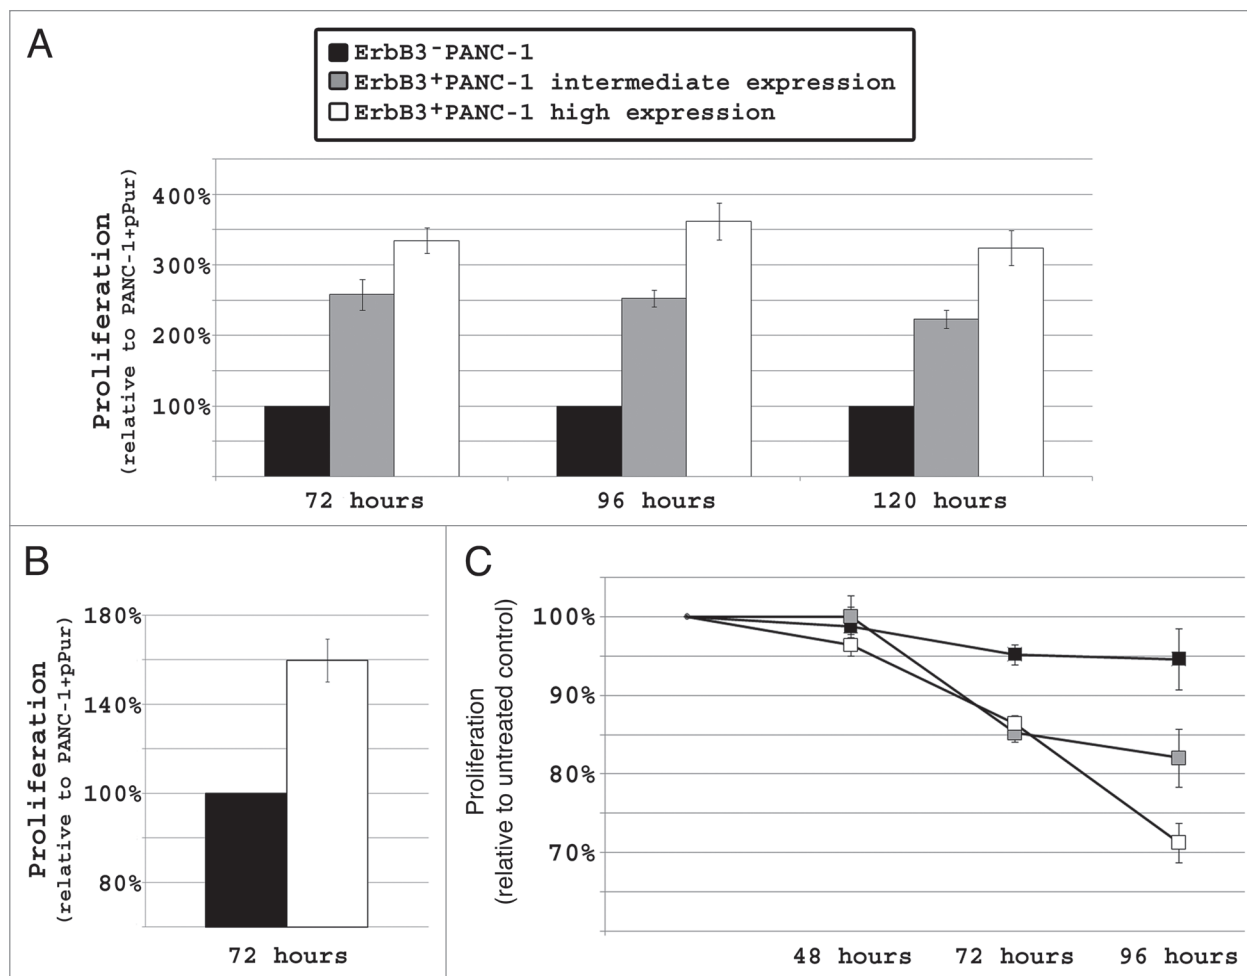 A
ErbB3⁻PANC-1
ErbB3⁺PANC-1 intermediate expression
ErbB3⁺PANC-1 high expression
Proliferation
(relative to PANC-1+pPur)
400%
300%
200%
100%
72 hours
96 hours
120 hours
B
Proliferation
(relative to PANC-1+pPur)
180%
140%
100%
80%
72 hours
C
Proliferation
(relative to untreated control)
100%
90%
80%
70%
48 hours
72 hours
96 hours